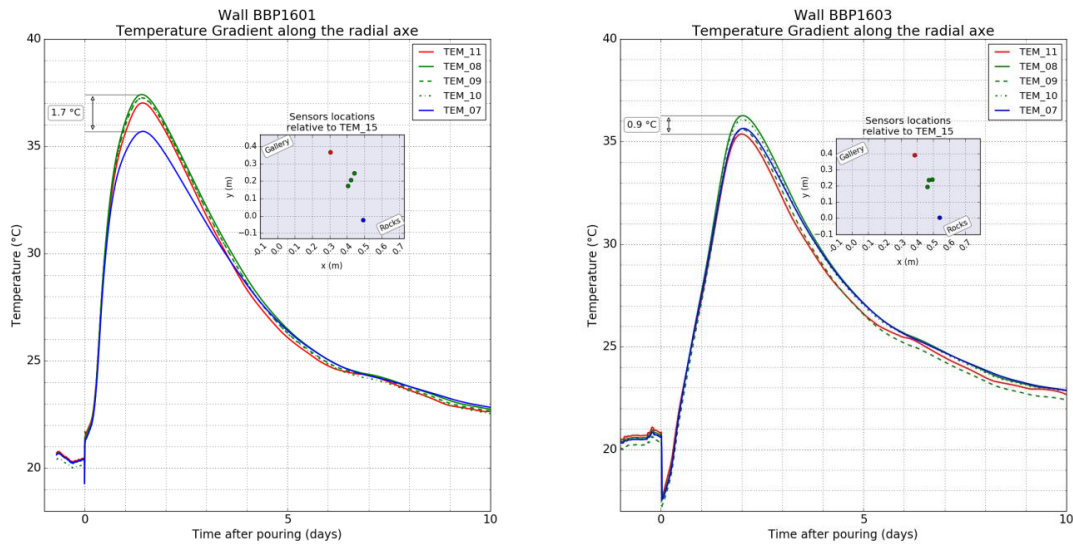 Wall BBP1601
Temperature Gradient along the radial axe
40
35
30
25
20
Temperature (°C)
0
5
10
Time after pouring (days)
1.7 °C
TEM_11
TEM_08
TEM_09
TEM_10
TEM_07
Sensors locations
relative to TEM_15
Gallery
Rocks
0.4
0.3
0.2
0.1
0.0
−0.1
y (m)
-0.1
0.0
0.1
0.2
0.3
0.4
0.5
0.6
0.7
x (m)
Wall BBP1603
Temperature Gradient along the radial axe
40
35
30
25
20
Temperature (°C)
0
5
10
Time after pouring (days)
0.9 °C
TEM_11
TEM_08
TEM_09
TEM_10
TEM_07
Sensors locations
relative to TEM_15
Gallery
Rocks
0.4
0.3
0.2
0.1
0.0
−0.1
y (m)
-0.1
0.0
0.1
0.2
0.3
0.4
0.5
0.6
0.7
x (m)